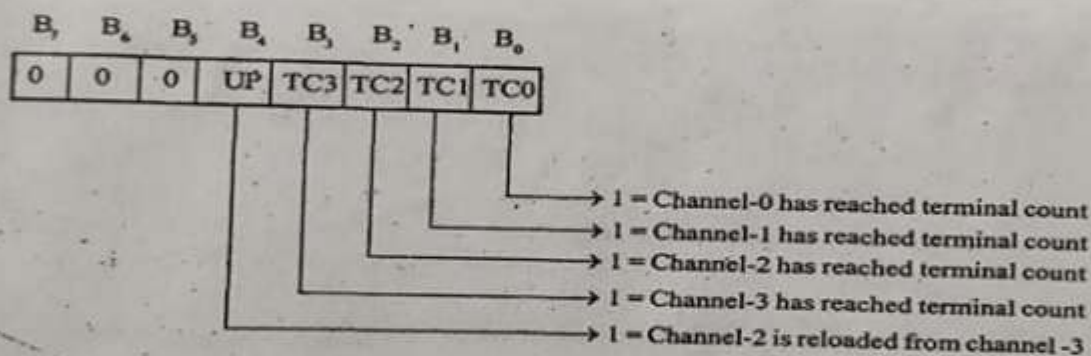 B₇ B₆ B₅ B₄ B₃ B₂ B₁ B₀
0 0 0 UP TC3 TC2 TC1 TC0
1 = Channel-0 has reached terminal count
1 = Channel-1 has reached terminal count
1 = Channel-2 has reached terminal count
1 = Channel-3 has reached terminal count
1 = Channel-2 is reloaded from channel -3